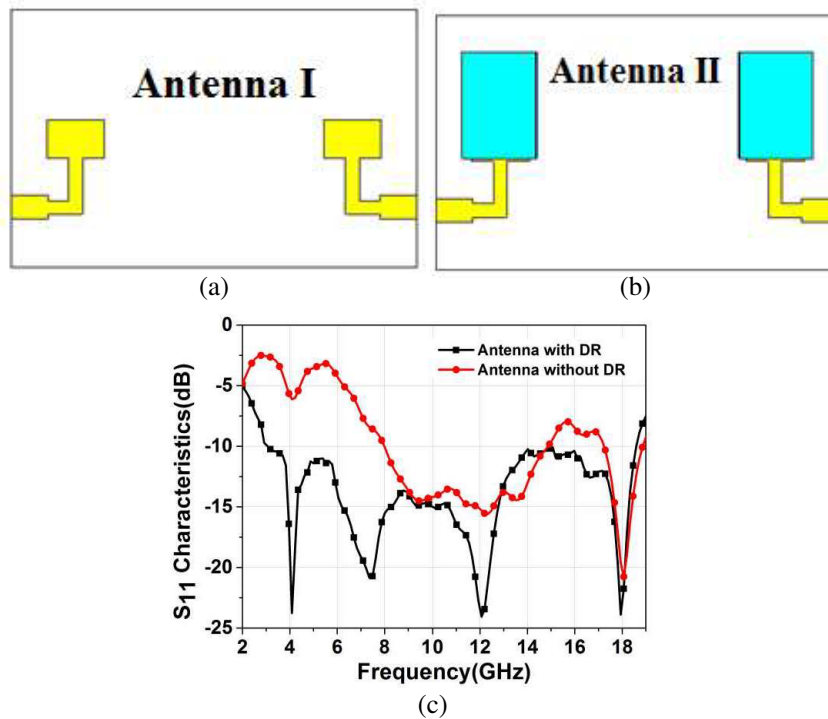 Antenna I
Antenna II
(a)
(b)
0
-5
-10
-15
-20
-25
S11 Characteristics(dB)
Antenna with DR
Antenna without DR
2 4 6 8 10 12 14 16 18
Frequency(GHz)
(c)